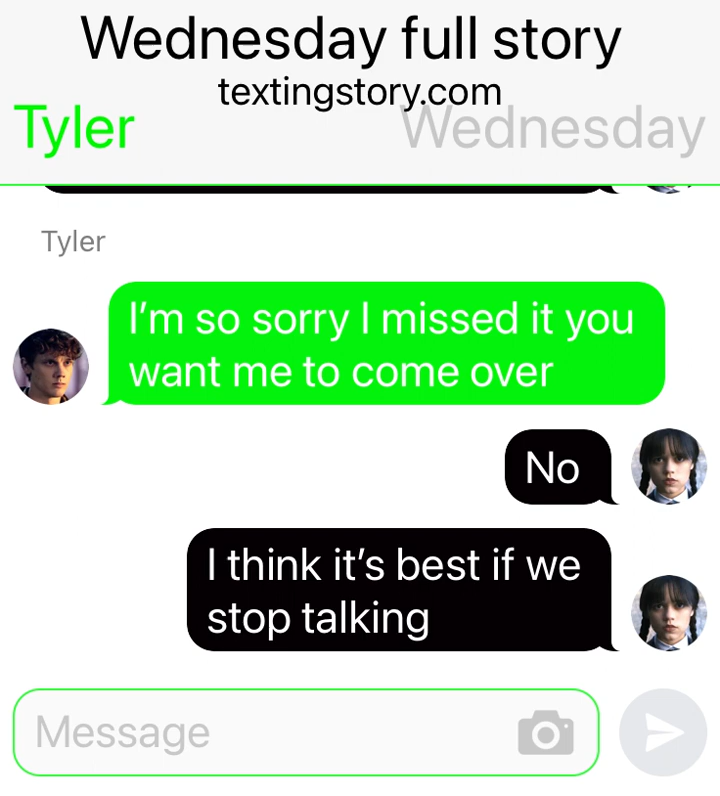 Wednesday full story
textingstory.com
Tyler Wednesday
Tyler
I'm so sorry I missed it you
want me to come over
No
I think it's best if we
stop talking
Message